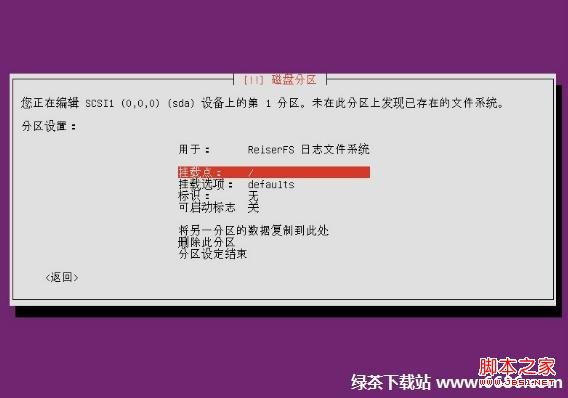 [!!] 磁盘分区
您正在编辑 SCSI1 (0,0,0) (sda) 设备上的第 1 分区。未在此分区上发现已存在的文件系统。
分区设置：
用于： ReiserFS 日志文件系统
挂载点： /
挂载选项： defaults
标识： 无
可启动标志 关
将另一分区的数据复制到此处
删除此分区
分区设定结束
<返回>
脚本之家
绿茶下载站
www.jb51.net